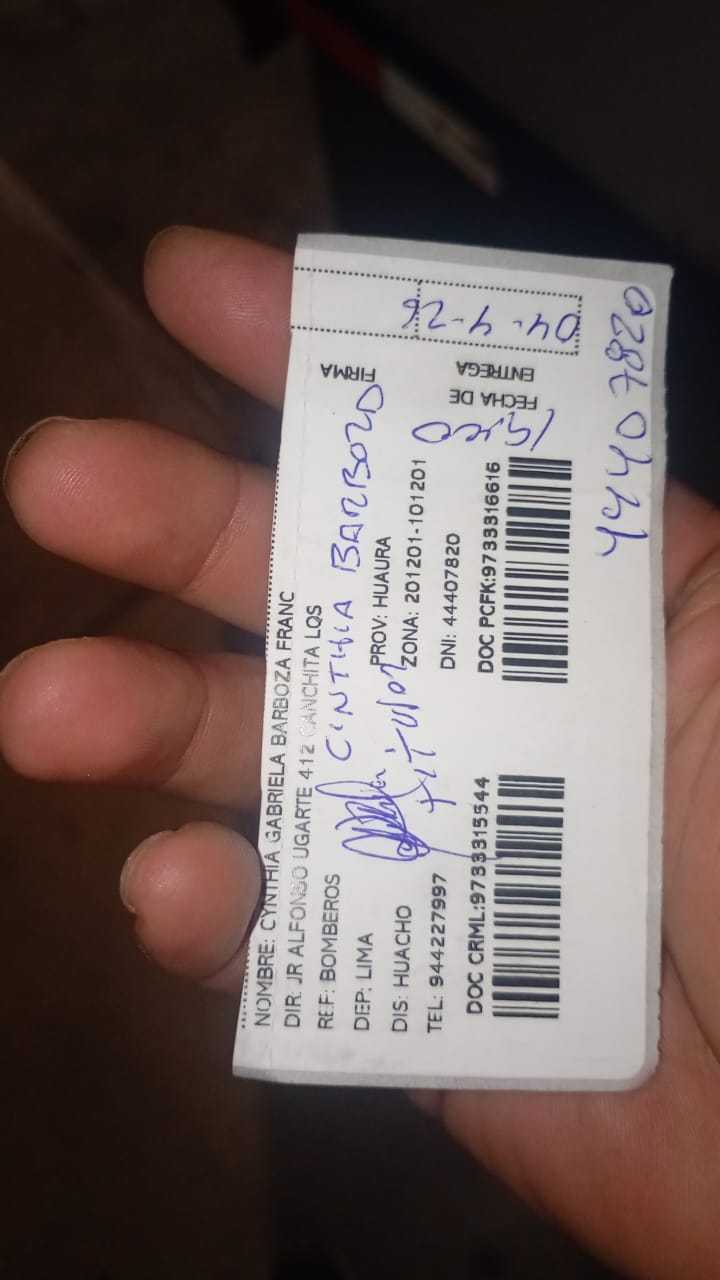 NOMBRE: CYNTHIA GABRIELA BARBOZA FRANC
DIR: JR ALFONSO UGARTE 412 CANCHITA LOS
REF: BOMBEROS
CINTHIA BARBOZA
DEP: LIMA
PROV: HUAURA
DIS: HUACHO
ZONA: 201201-101201
Titular
TEL: 944227997
DNI: 44407820
DOC CRML:9733315544
DOC PCFK:9733316616
FIRMA
FECHA DE
ENTREGA
04-4-26
44407820